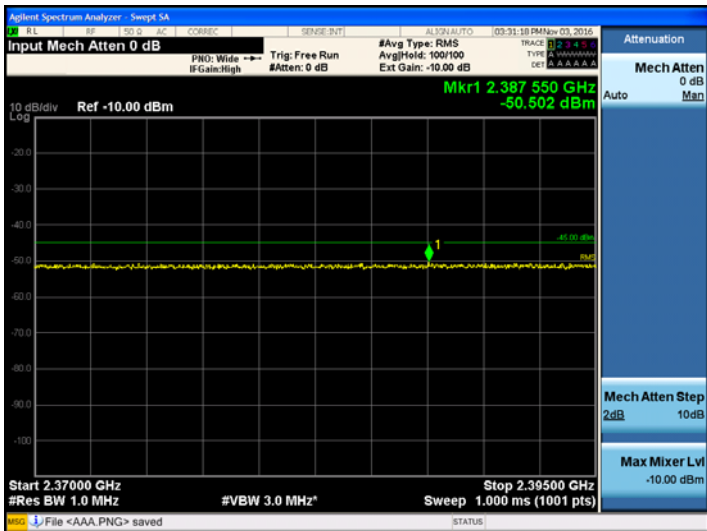 Agilent Spectrum Analyzer - Swept SA
RL RF 50 Ω AC CORREC SENSE:INT ALIGNAUTO 03:31:18 PM Nov 03, 2016
Input Mech Atten 0 dB
PNO: Wide
IFGain:High
Trig: Free Run
#Atten: 0 dB
#Avg Type: RMS
Avg|Hold: 100/100
Ext Gain: -10.00 dB
TRACE 1 2 3 4 5 6
TYPE A WWWWW
DET A A A A A A
Mkr1 2.387 550 GHz
-50.502 dBm
10 dB/div Ref -10.00 dBm
Log
-20.0
-30.0
-40.0
-45.00 dBm
1
-50.0
RMS
-60.0
-70.0
-80.0
-90.0
-100
Start 2.37000 GHz Stop 2.39500 GHz
#Res BW 1.0 MHz #VBW 3.0 MHz* Sweep 1.000 ms (1001 pts)
MSG File <AAA.PNG> saved STATUS
Attenuation
Mech Atten
0 dB
Auto Man
Mech Atten Step
2dB 10dB
Max Mixer Lvl
-10.00 dBm